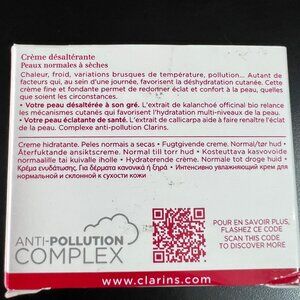 Crème désaltérante
Peaux normales à sèches
Chaleur, froid, variations brusques de température, pollution... Autant de
facteurs qui, au sein d'une journée, favorisent la déshydratation cutanée. Cette
crème fine et fondante permet de redonner éclat et confort à la peau, quelles
que soient les circonstances.
• Votre peau désaltérée à son gré. L'extrait de kalanchoé officinal bio relance
les mécanismes cutanés qui favorisent l'hydratation multi-niveaux de la peau.
• Votre peau éclatante de santé. L'extrait de callicarpa aide à faire renaître l'éclat
de la peau. Complexe anti-pollution Clarins.
Creme hidratante. Peles normais a secas • Fugtgivende creme. Normal/tør hud •
Återfuktande ansiktscreme. Normal till torr hud • Kosteuttava kasvovoide
normaalille tai kuivalle iholle • Hydraterende crème. Normale tot droge huid •
Κρέμα ενυδάτωσης. Για δέρματα κανονικά ή ξηρά • Интенсивно увлажняющий крем для
нормальной и склонной к сухости кожи
ANTI-POLLUTION
COMPLEX
POUR EN SAVOIR PLUS,
FLASHEZ CE CODE
SCAN THIS CODE
TO DISCOVER MORE
www.clarins.com